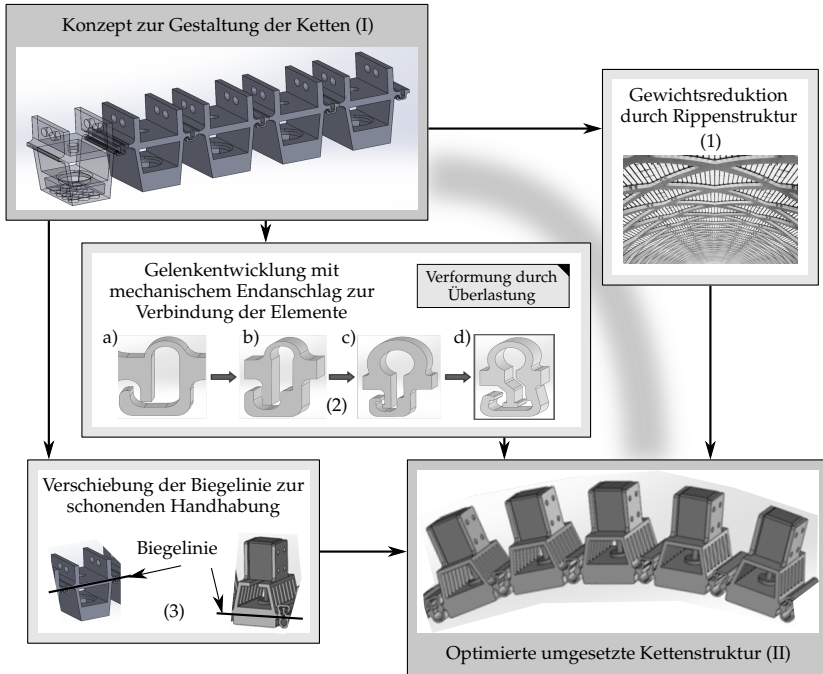 Konzept zur Gestaltung der Ketten (I)
Gewichtsreduktion
durch Rippenstruktur
(1)
Gelenkentwicklung mit
mechanischem Endanschlag zur
Verbindung der Elemente
Verformung durch
Überlastung
a)
b)
c)
d)
(2)
Verschiebung der Biegelinie zur
schonenden Handhabung
Biegelinie
(3)
Optimierte umgesetzte Kettenstruktur (II)